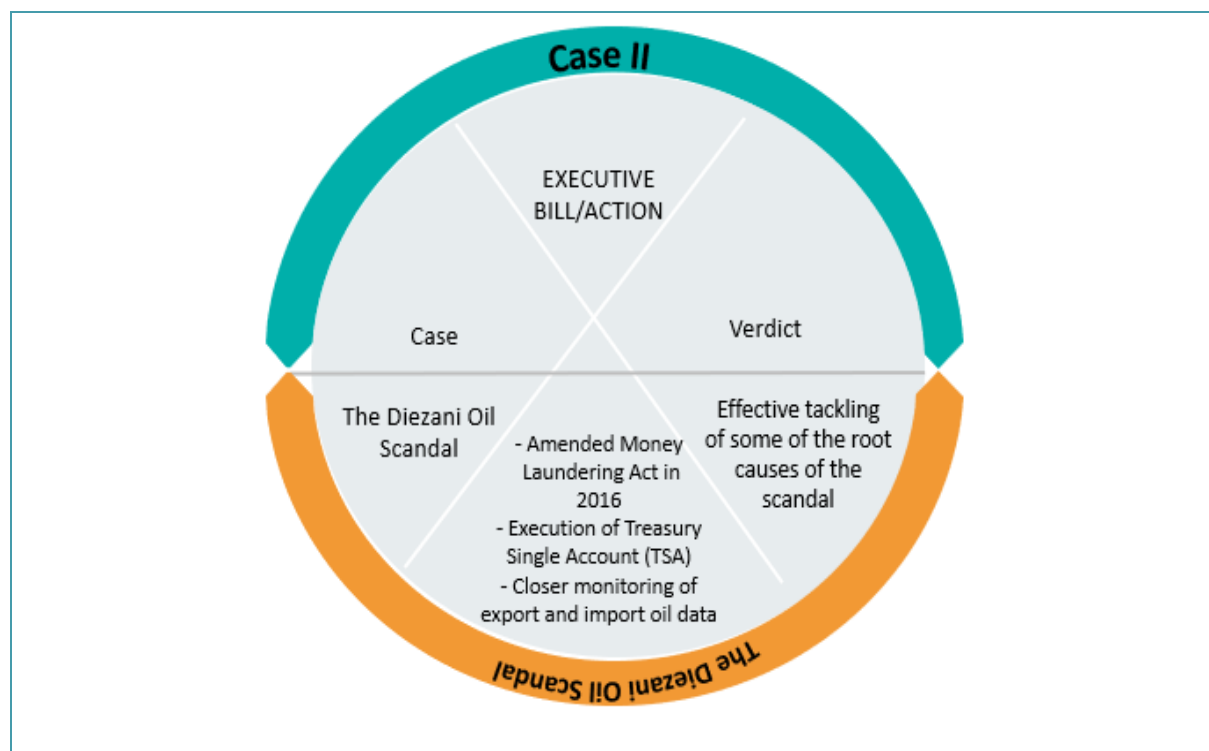 Case II
EXECUTIVE
BILL/ACTION
Case
Verdict
The Diezani Oil
Scandal
- Amended Money
Laundering Act in
2016
- Execution of Treasury
Single Account (TSA)
- Closer monitoring of
export and import oil data
Effective tackling
of some of the root
causes of the
scandal
The Diezani Oil Scandal